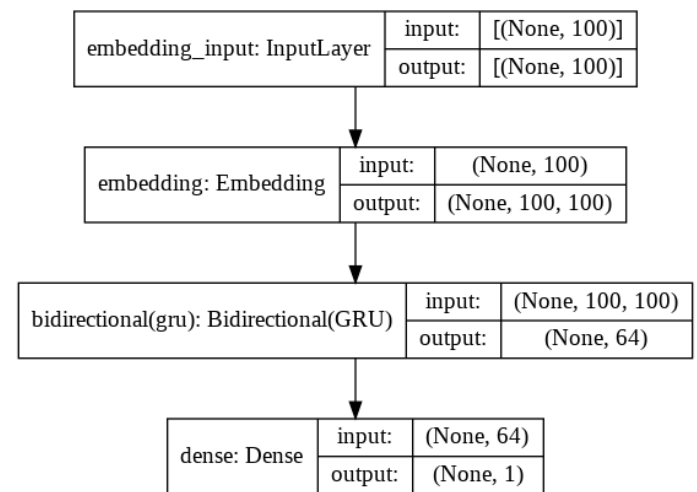 embedding_input: InputLayer
input: [(None, 100)]
output: [(None, 100)]
embedding: Embedding
input: (None, 100)
output: (None, 100, 100)
bidirectional(gru): Bidirectional(GRU)
input: (None, 100, 100)
output: (None, 64)
dense: Dense
input: (None, 64)
output: (None, 1)